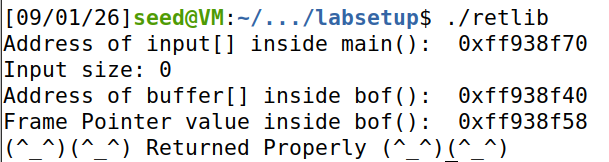 [09/01/26]seed@VM:~/.../labsetup$ ./retlib
Address of input[] inside main():  0xff938f70
Input size: 0
Address of buffer[] inside bof():  0xff938f40
Frame Pointer value inside bof():  0xff938f58
(^_^)(^_^) Returned Properly (^_^)(^_^)